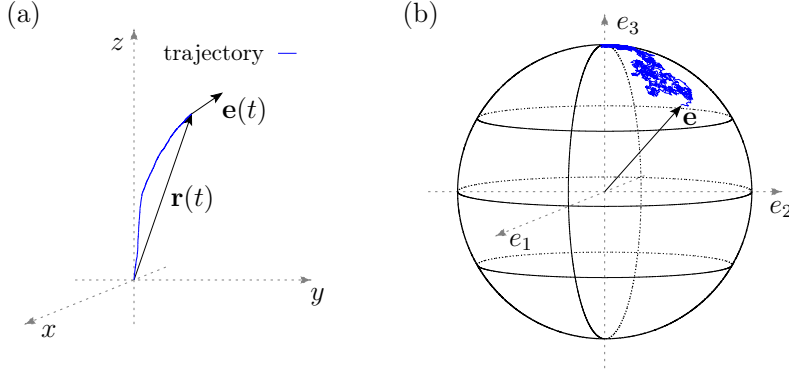 (a)
z
trajectory
e(t)
r(t)
y
x
(b)
e₃
e
e₂
e₁